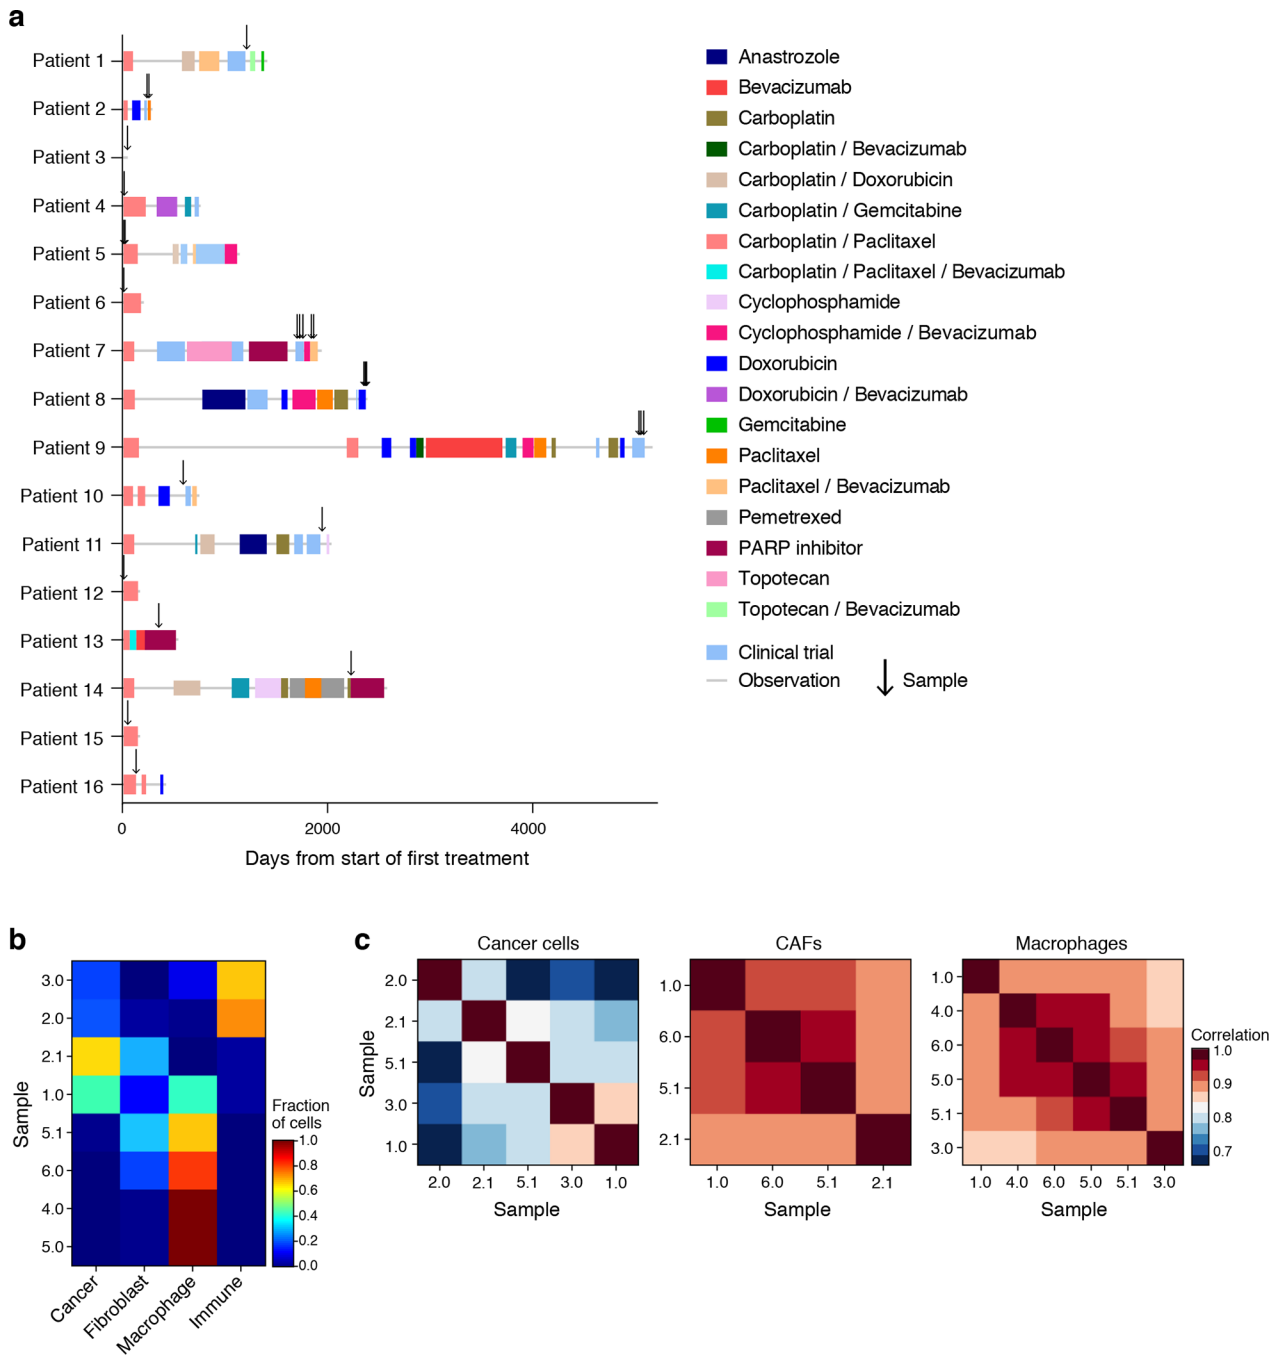 a
Patient 1
Patient 2
Patient 3
Patient 4
Patient 5
Patient 6
Patient 7
Patient 8
Patient 9
Patient 10
Patient 11
Patient 12
Patient 13
Patient 14
Patient 15
Patient 16
0 2000 4000
Days from start of first treatment
Anastrozole
Bevacizumab
Carboplatin
Carboplatin / Bevacizumab
Carboplatin / Doxorubicin
Carboplatin / Gemcitabine
Carboplatin / Paclitaxel
Carboplatin / Paclitaxel / Bevacizumab
Cyclophosphamide
Cyclophosphamide / Bevacizumab
Doxorubicin
Doxorubicin / Bevacizumab
Gemcitabine
Paclitaxel
Paclitaxel / Bevacizumab
Pemetrexed
PARP inhibitor
Topotecan
Topotecan / Bevacizumab
Clinical trial
Observation
Sample
b
Sample
3.0
2.0
2.1
1.0
5.1
6.0
4.0
5.0
Cancer
Fibroblast
Macrophage
Immune
Fraction
of cells
1.0
0.8
0.6
0.4
0.2
0.0
c
Cancer cells
Sample
2.0
2.1
5.1
3.0
1.0
2.0 2.1 5.1 3.0 1.0
Sample
CAFs
1.0
6.0
5.1
2.1
1.0 6.0 5.1 2.1
Sample
Macrophages
1.0
4.0
6.0
5.0
5.1
3.0
1.0 4.0 6.0 5.0 5.1 3.0
Sample
Correlation
1.0
0.9
0.8
0.7